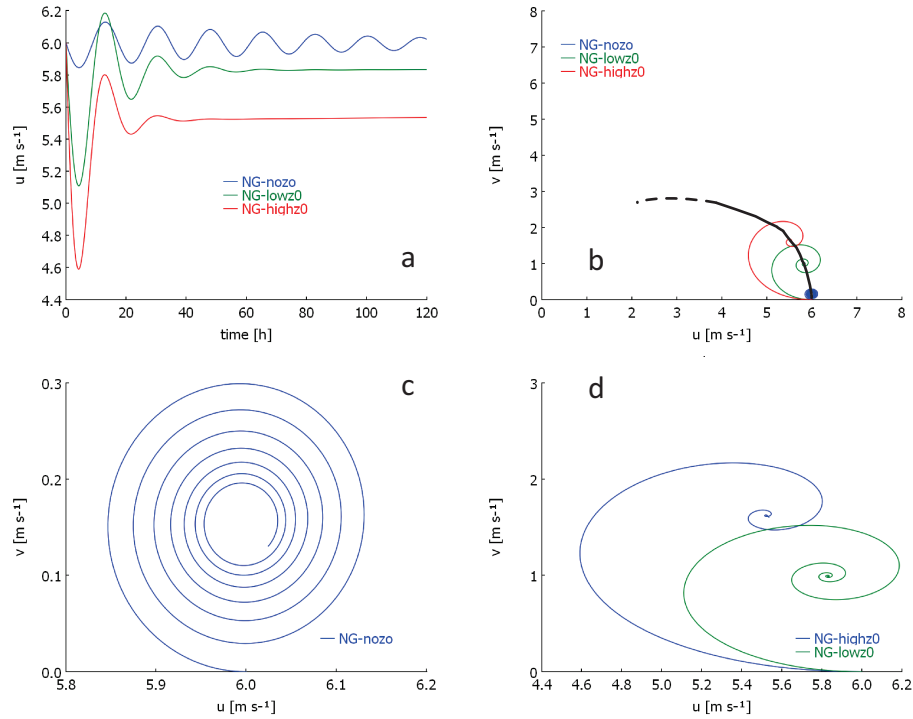 6.2
6.0
5.8
5.6
5.4
5.2
5.0
4.8
4.6
4.4
u [m s⁻¹]
NG-nozo
NG-lowz0
NG-highz0
a
0 20 40 60 80 100 120
time [h]
8
7
6
5
4
3
2
1
0
v [m s⁻¹]
NG-nozo
NG-lowz0
NG-highz0
b
0 1 2 3 4 5 6 7 8
u [m s⁻¹]
0.3
0.2
0.1
0.0
v [m s⁻¹]
c
NG-nozo
5.8 5.9 6.0 6.1 6.2
u [m s⁻¹]
3
2
1
0
v [m s⁻¹]
d
NG-highz0
NG-lowz0
4.4 4.6 4.8 5.0 5.2 5.4 5.6 5.8 6.0 6.2
u [m s⁻¹]